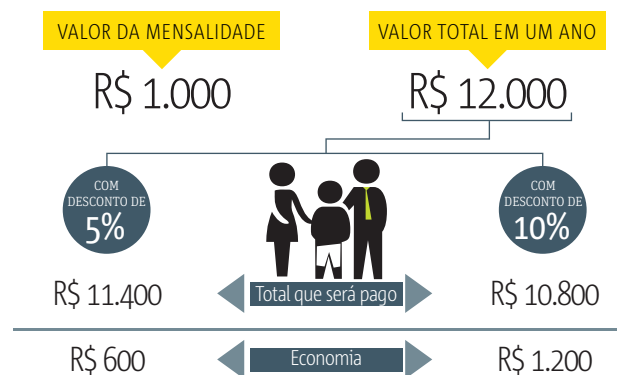 VALOR DA MENSALIDADE
VALOR TOTAL EM UM ANO
R$ 1.000
R$ 12.000
COM
DESCONTO DE
5%
COM
DESCONTO DE
10%
R$ 11.400
Total que será pago
R$ 10.800
R$ 600
Economia
R$ 1.200